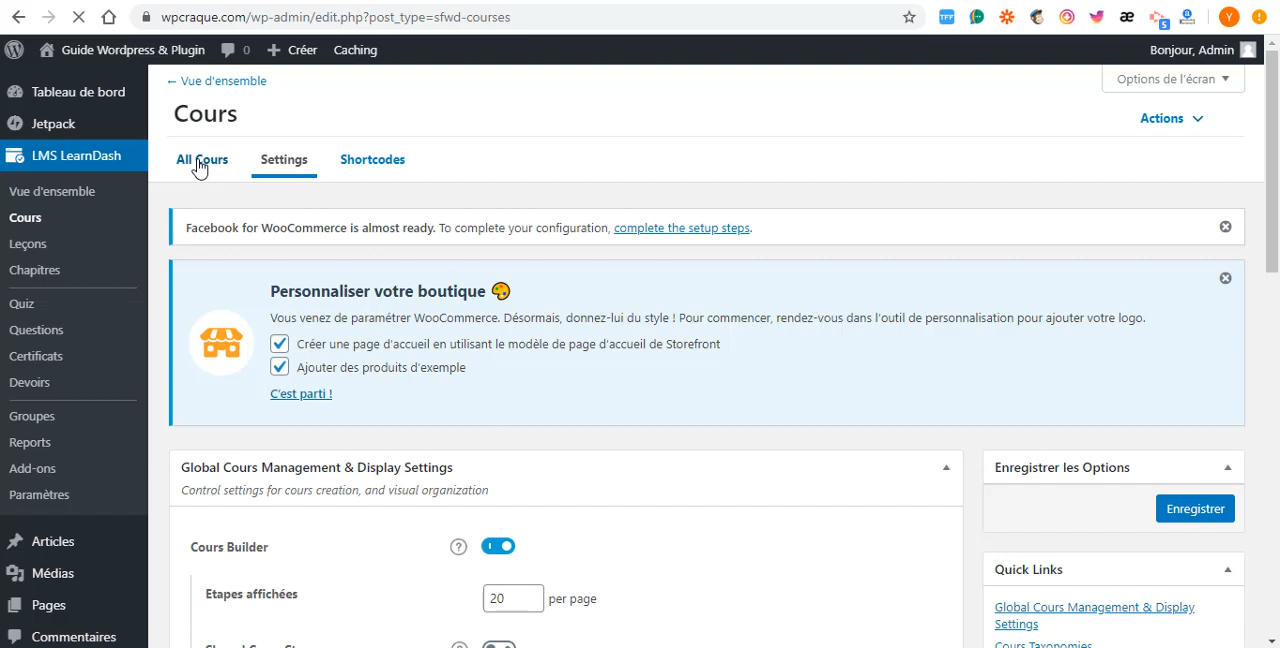 wpcraque.com/wp-admin/edit.php?post_type=sfwd-courses
TFF
æ
5
Y
Guide Wordpress & Plugin
0
Créer
Caching
Bonjour, Admin
Tableau de bord
Jetpack
LMS LearnDash
Vue d'ensemble
Cours
Leçons
Chapitres
Quiz
Questions
Certificats
Devoirs
Groupes
Reports
Add-ons
Paramètres
Articles
Médias
Pages
Commentaires
← Vue d'ensemble
Options de l'écran
Cours
Actions
All Cours
Settings
Shortcodes
Facebook for WooCommerce is almost ready. To complete your configuration, complete the setup steps.
Personnaliser votre boutique
Vous venez de paramétrer WooCommerce. Désormais, donnez-lui du style ! Pour commencer, rendez-vous dans l'outil de personnalisation pour ajouter votre logo.
Créer une page d'accueil en utilisant le modèle de page d'accueil de Storefront
Ajouter des produits d'exemple
C'est parti !
Global Cours Management & Display Settings
Control settings for cours creation, and visual organization
Cours Builder
?
Etapes affichées
20
per page
Enregistrer les Options
Enregistrer
Quick Links
Global Cours Management & Display
Settings
Cours Taxonomies